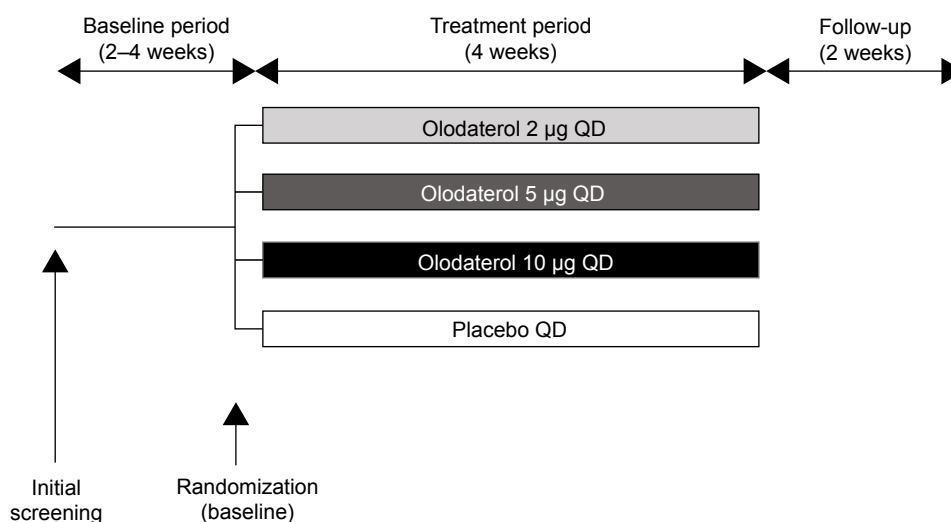 Baseline period
(2–4 weeks)
Treatment period
(4 weeks)
Follow-up
(2 weeks)
Olodaterol 2 µg QD
Olodaterol 5 µg QD
Olodaterol 10 µg QD
Placebo QD
Initial
screening
Randomization
(baseline)